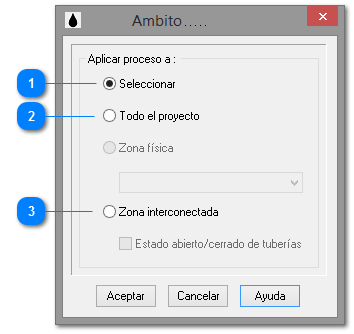 Ambito.....
Aplicar proceso a :
1 Seleccionar
2 Todo el proyecto
Zona física
3 Zona interconectada
Estado abierto/cerrado de tuberías
Aceptar Cancelar Ayuda